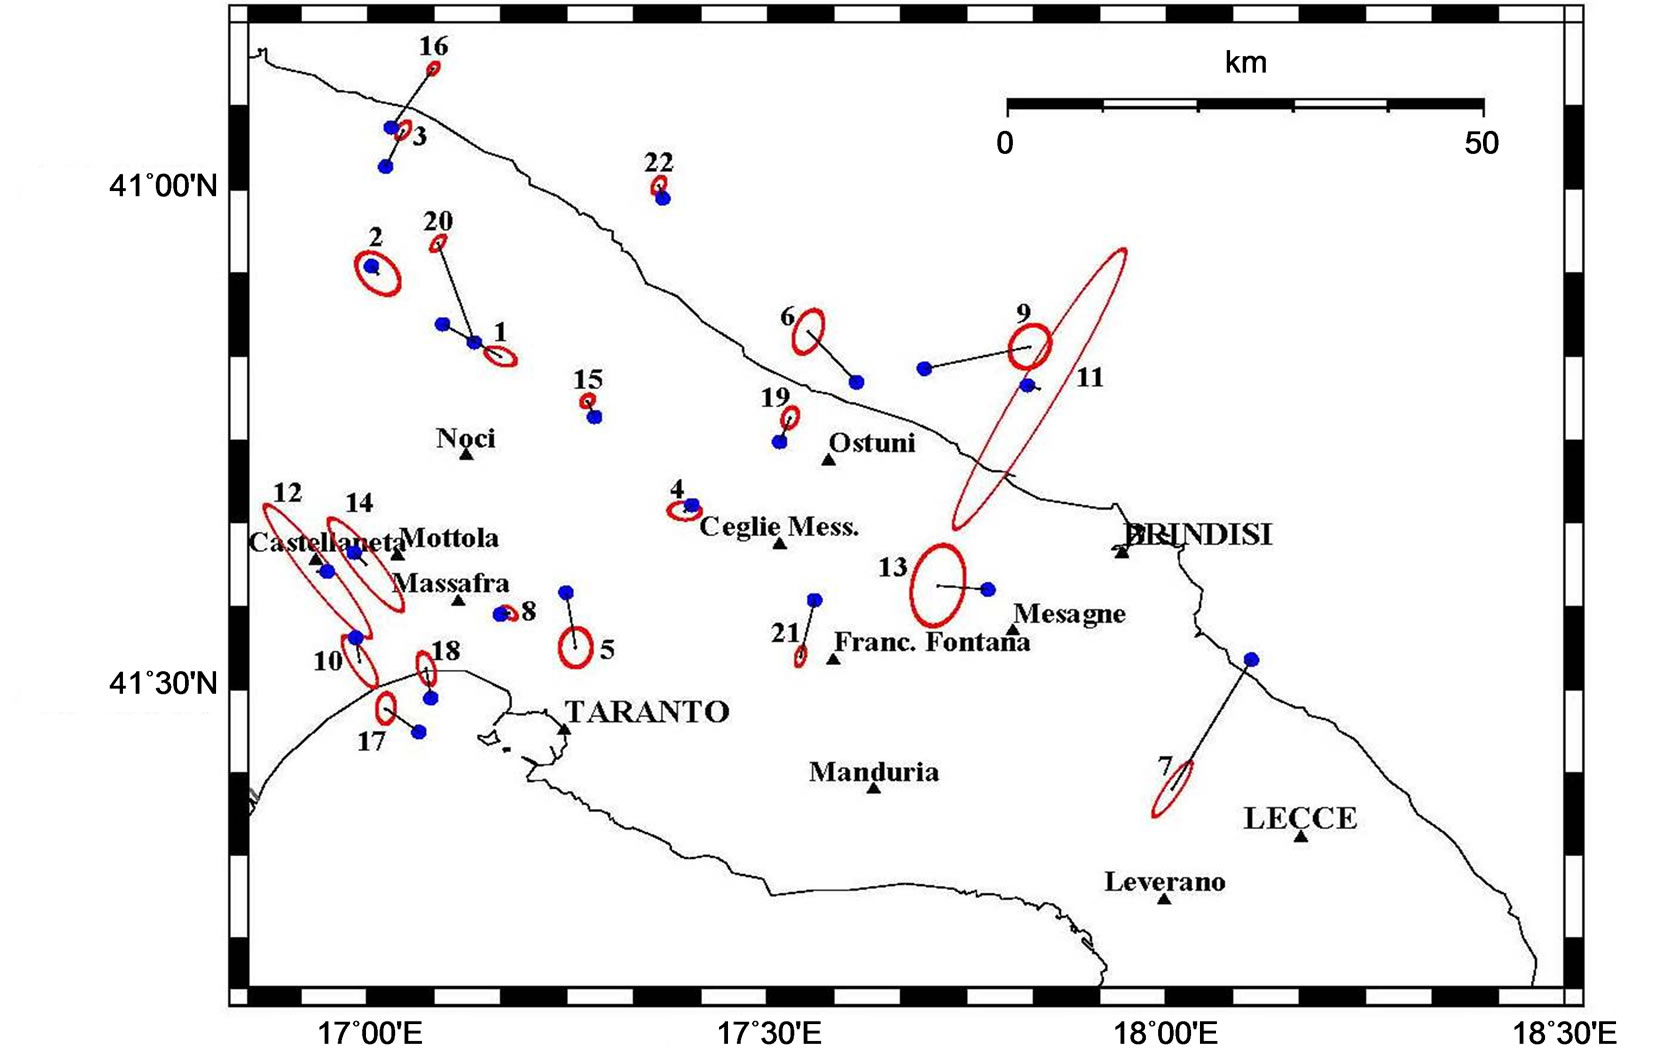 16
km
3
0
50
22
41°00'N
20
2
6
9
1
11
15
19
Noci
Ostuni
12
14
4
Ceglie Mess.
Castellaneta
Mottola
BRINDISI
13
Massafra
8
Mesagne
21
Franc. Fontana
10
18
5
41°30'N
TARANTO
17
Manduria
7
LECCE
Leverano
17°00'E
17°30'E
18°00'E
18°30'E